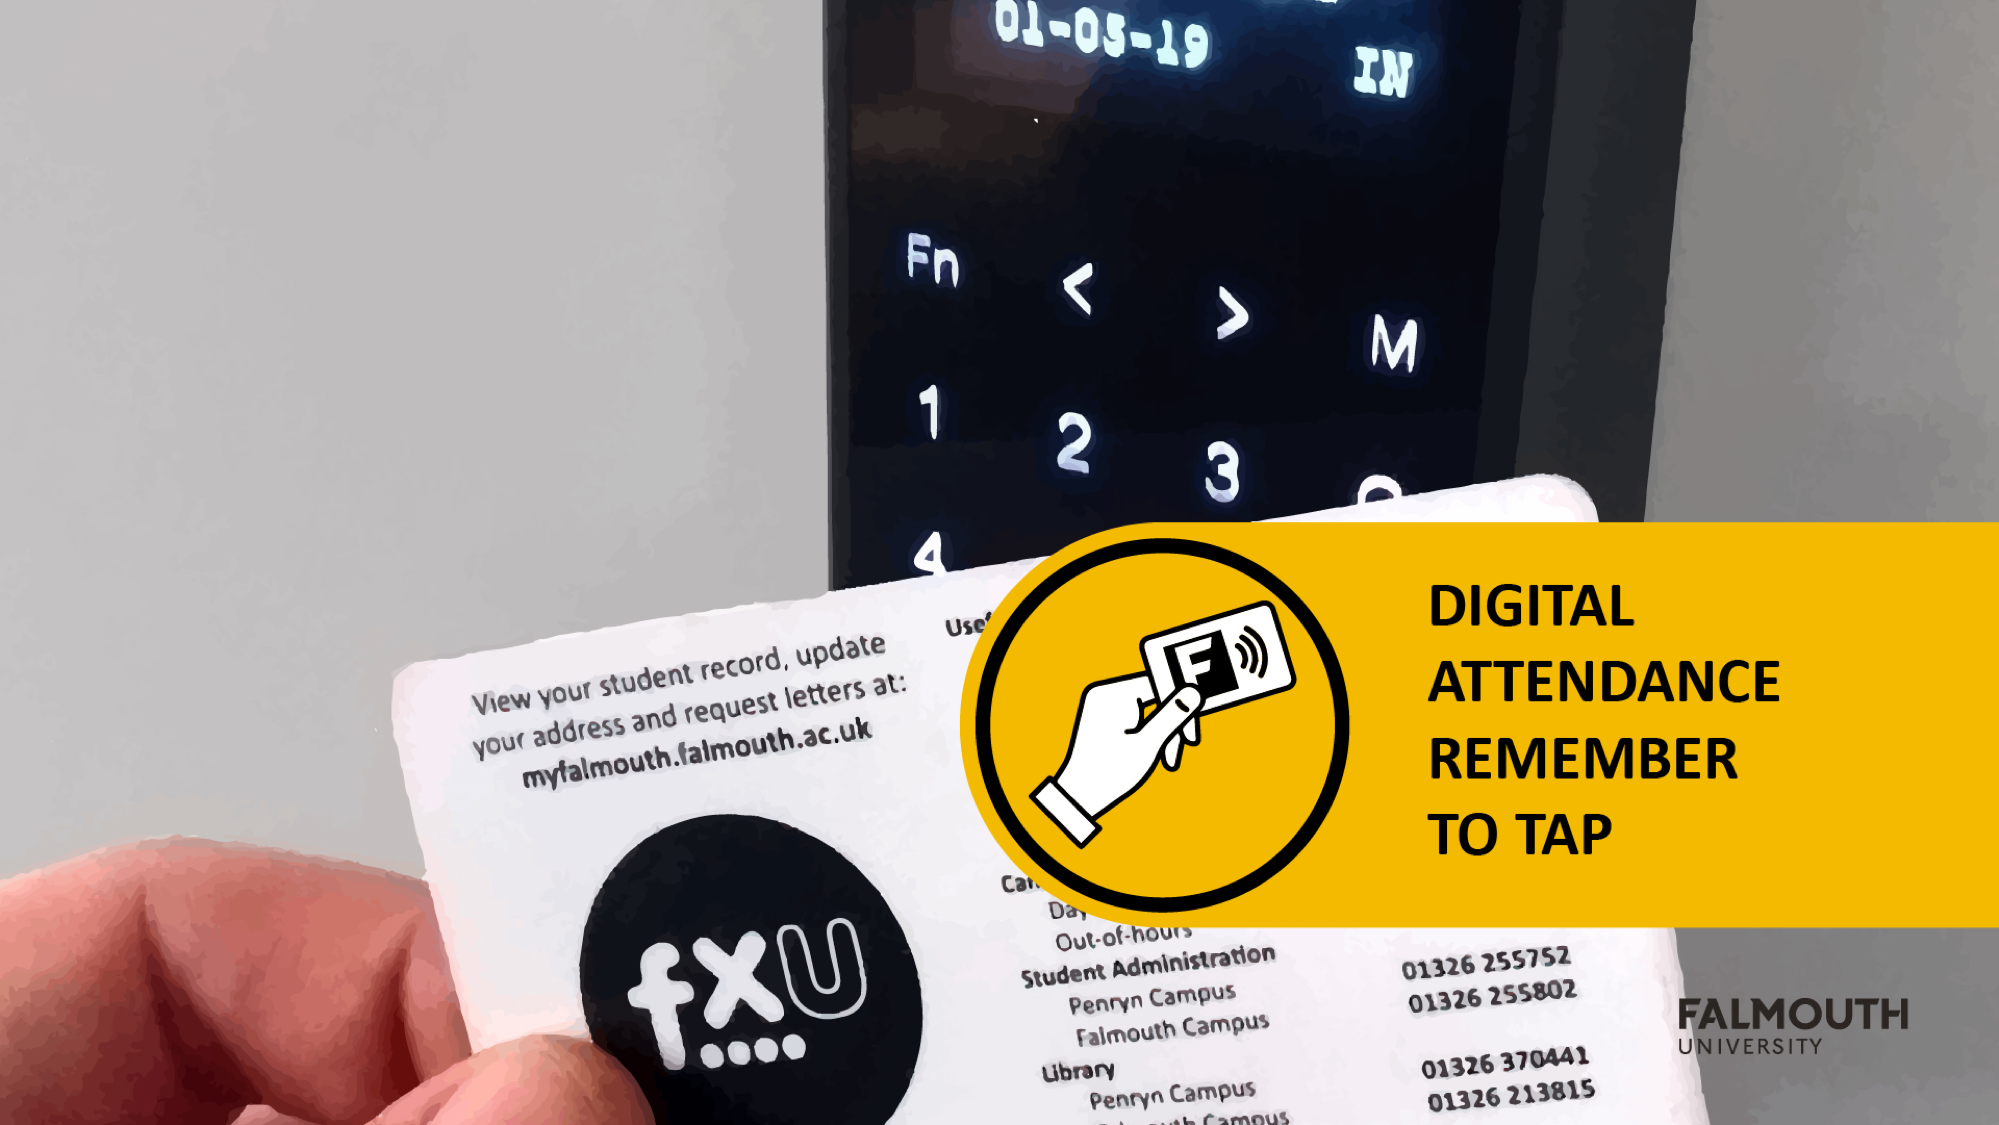 01-03-19 IN
Fn < > M
1 2 3
4
View your student record, update
your address and request letters at:
myfalmouth.falmouth.ac.uk
fxU
Out-of-hours
Student Administration
Penryn Campus 01326 255752
Falmouth Campus 01326 255802
Library
Penryn Campus 01326 370441
Campus 01326 213815
F
DIGITAL
ATTENDANCE
REMEMBER
TO TAP
FALMOUTH
UNIVERSITY